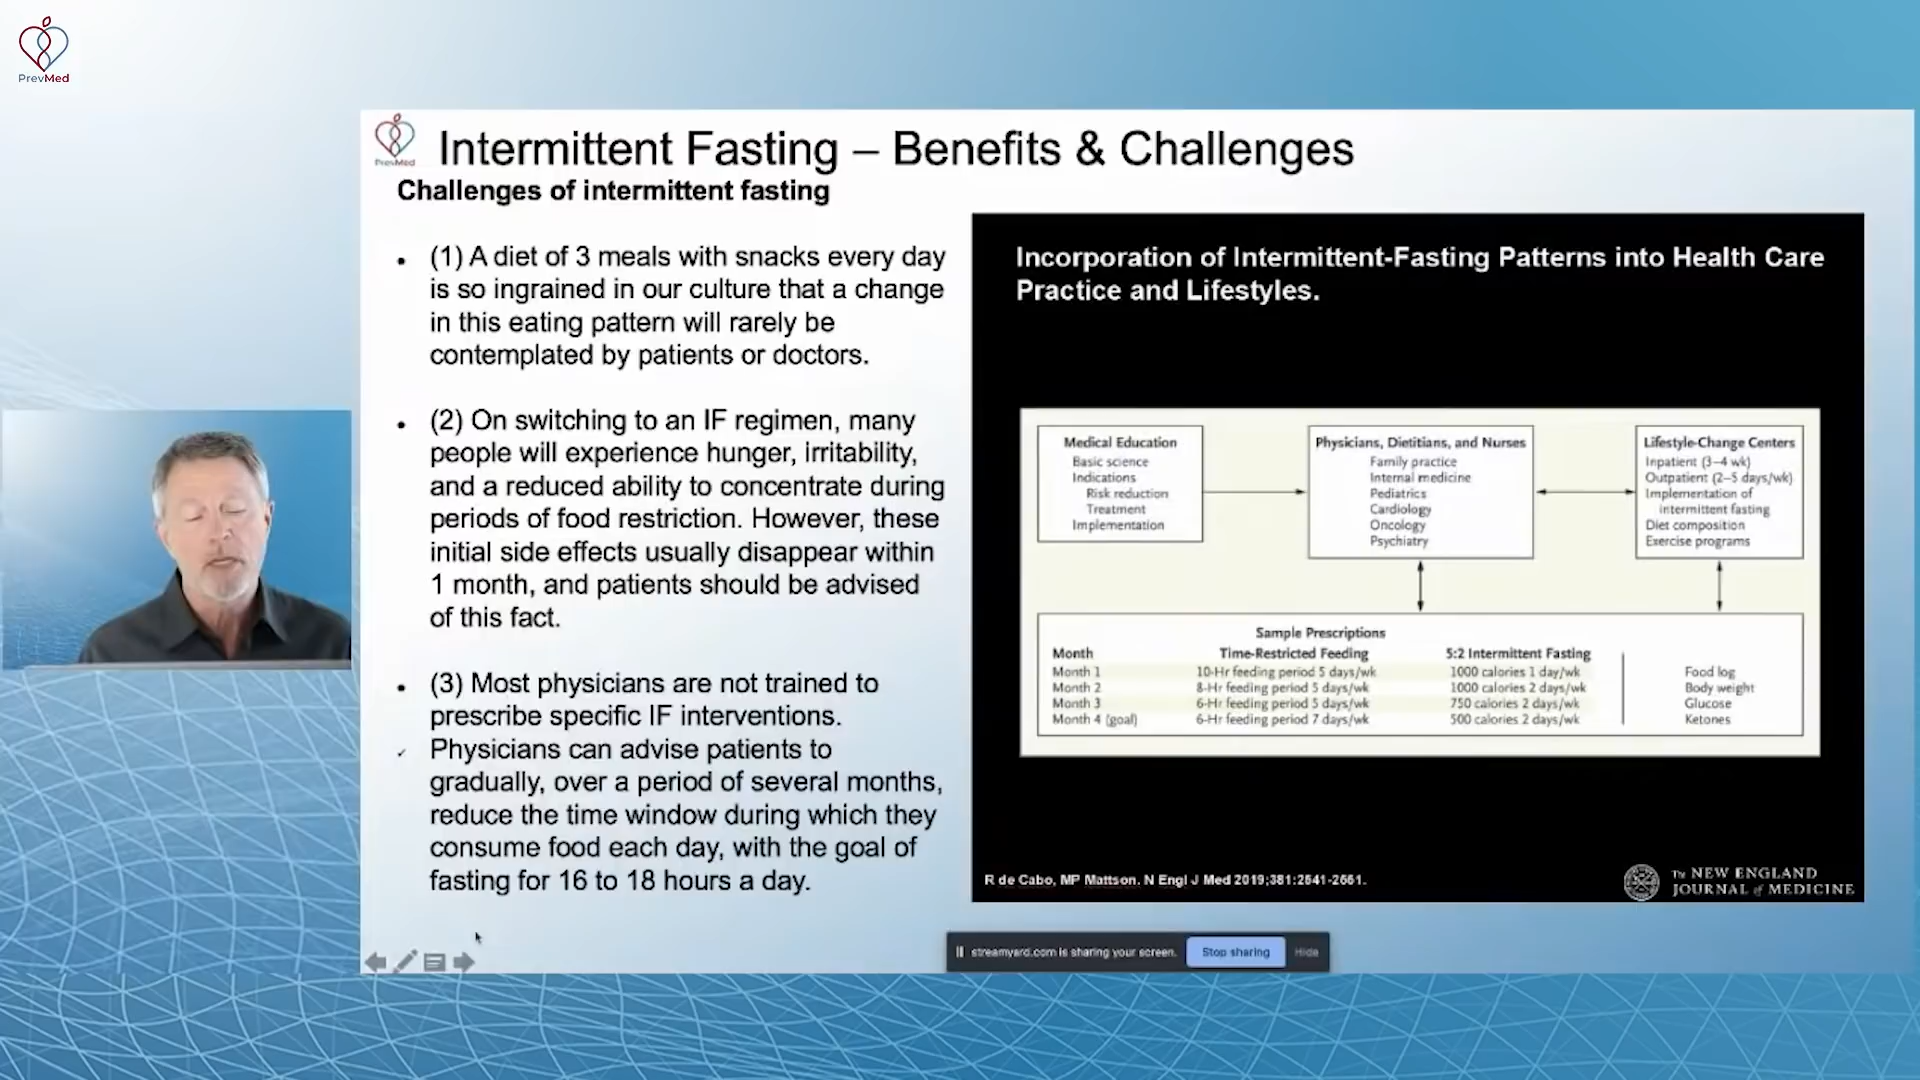 PrevMed
PrevMed
Intermittent Fasting – Benefits & Challenges
Challenges of intermittent fasting
(1) A diet of 3 meals with snacks every day
is so ingrained in our culture that a change
in this eating pattern will rarely be
contemplated by patients or doctors.
(2) On switching to an IF regimen, many
people will experience hunger, irritability,
and a reduced ability to concentrate during
periods of food restriction. However, these
initial side effects usually disappear within
1 month, and patients should be advised
of this fact.
(3) Most physicians are not trained to
prescribe specific IF interventions.
Physicians can advise patients to
gradually, over a period of several months,
reduce the time window during which they
consume food each day, with the goal of
fasting for 16 to 18 hours a day.
Incorporation of Intermittent-Fasting Patterns into Health Care
Practice and Lifestyles.
Medical Education
Basic science
Indications
Risk reduction
Treatment
Implementation
Physicians, Dietitians, and Nurses
Family practice
Internal medicine
Pediatrics
Cardiology
Oncology
Psychiatry
Lifestyle-Change Centers
Inpatient (3–4 wk)
Outpatient (2–5 days/wk)
Implementation of
intermittent fasting
Diet composition
Exercise programs
Sample Prescriptions
Month Time-Restricted Feeding 5:2 Intermittent Fasting
Month 1 10-Hr feeding period 5 days/wk 1000 calories 1 day/wk Food log
Month 2 8-Hr feeding period 5 days/wk 1000 calories 2 days/wk Body weight
Month 3 6-Hr feeding period 5 days/wk 750 calories 2 days/wk Glucose
Month 4 (goal) 6-Hr feeding period 7 days/wk 500 calories 2 days/wk Ketones
R de Cabo, MP Mattson. N Engl J Med 2019;381:2541-2551.
The NEW ENGLAND
JOURNAL of MEDICINE
streamyard.com is sharing your screen. Stop sharing Hide